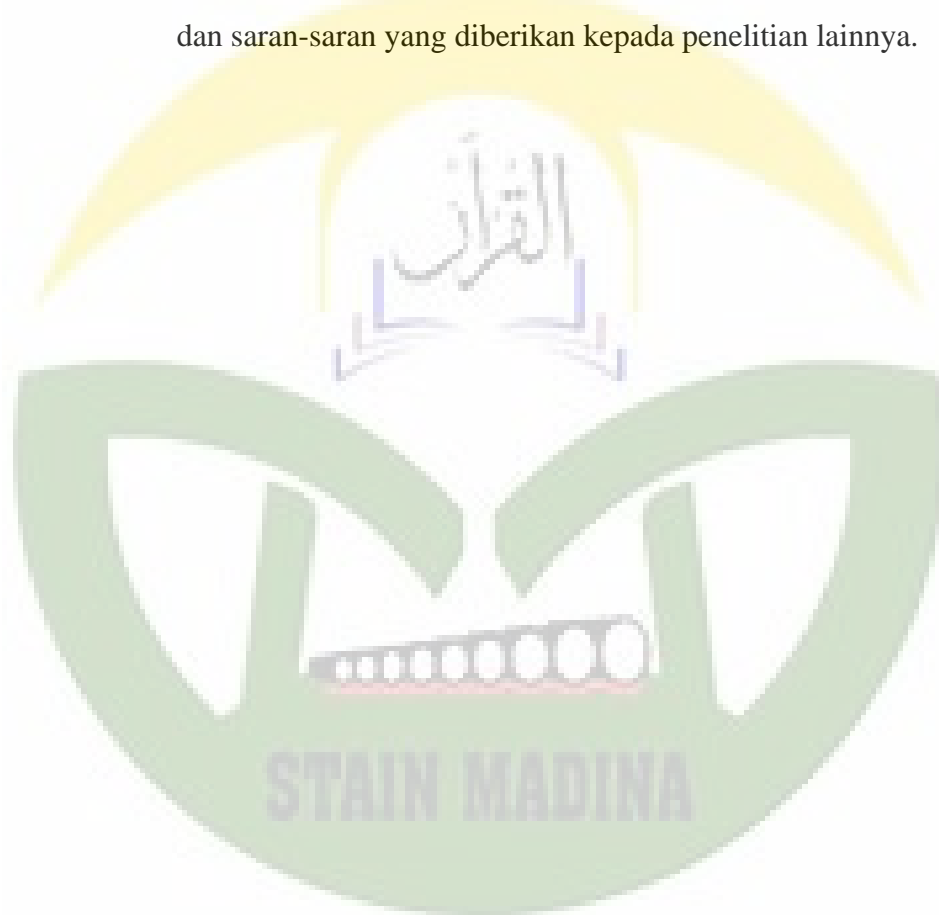 dan saran-saran yang diberikan kepada penelitian lainnya.
القرآن
STAIN MADINA